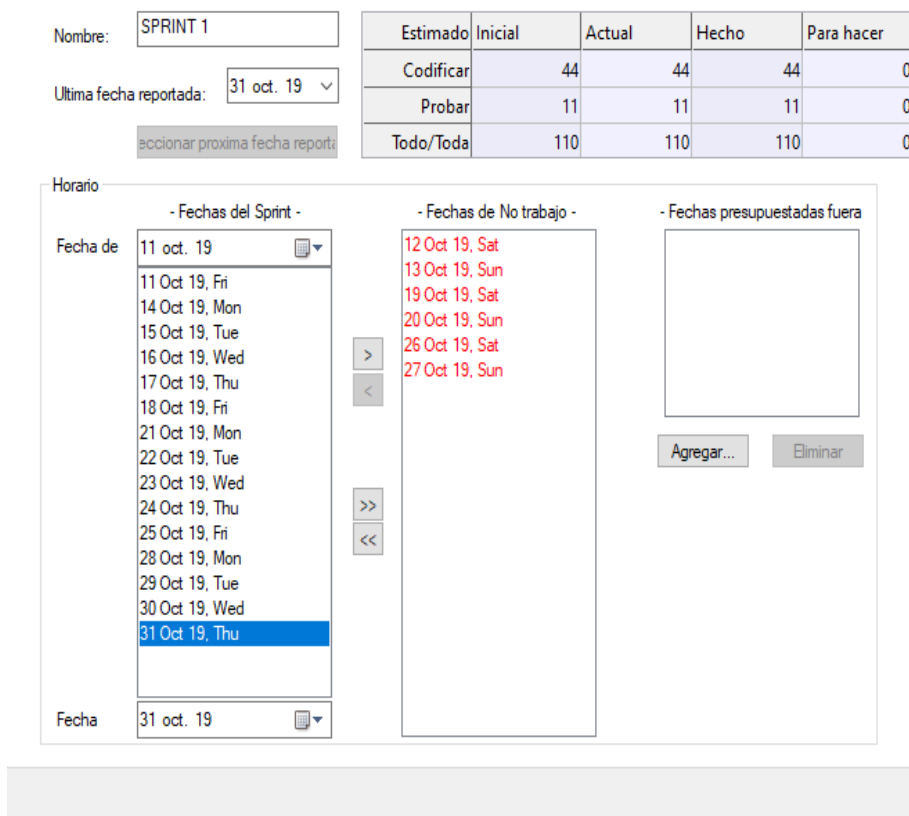 Nombre: SPRINT 1
Ultima fecha reportada: 31 oct. 19
eccionar proxima fecha reporta
Estimado Inicial Actual Hecho Para hacer
Codificar 44 44 44 0
Probar 11 11 11 0
Todo/Toda 110 110 110 0
Horario
- Fechas del Sprint -
Fecha de 11 oct. 19
11 Oct 19, Fri
14 Oct 19, Mon
15 Oct 19, Tue
16 Oct 19, Wed
17 Oct 19, Thu
18 Oct 19, Fri
21 Oct 19, Mon
22 Oct 19, Tue
23 Oct 19, Wed
24 Oct 19, Thu
25 Oct 19, Fri
28 Oct 19, Mon
29 Oct 19, Tue
30 Oct 19, Wed
31 Oct 19, Thu
Fecha 31 oct. 19
>
<
>>
<<
- Fechas de No trabajo -
12 Oct 19, Sat
13 Oct 19, Sun
19 Oct 19, Sat
20 Oct 19, Sun
26 Oct 19, Sat
27 Oct 19, Sun
- Fechas presupuestadas fuera
Agregar... Eliminar